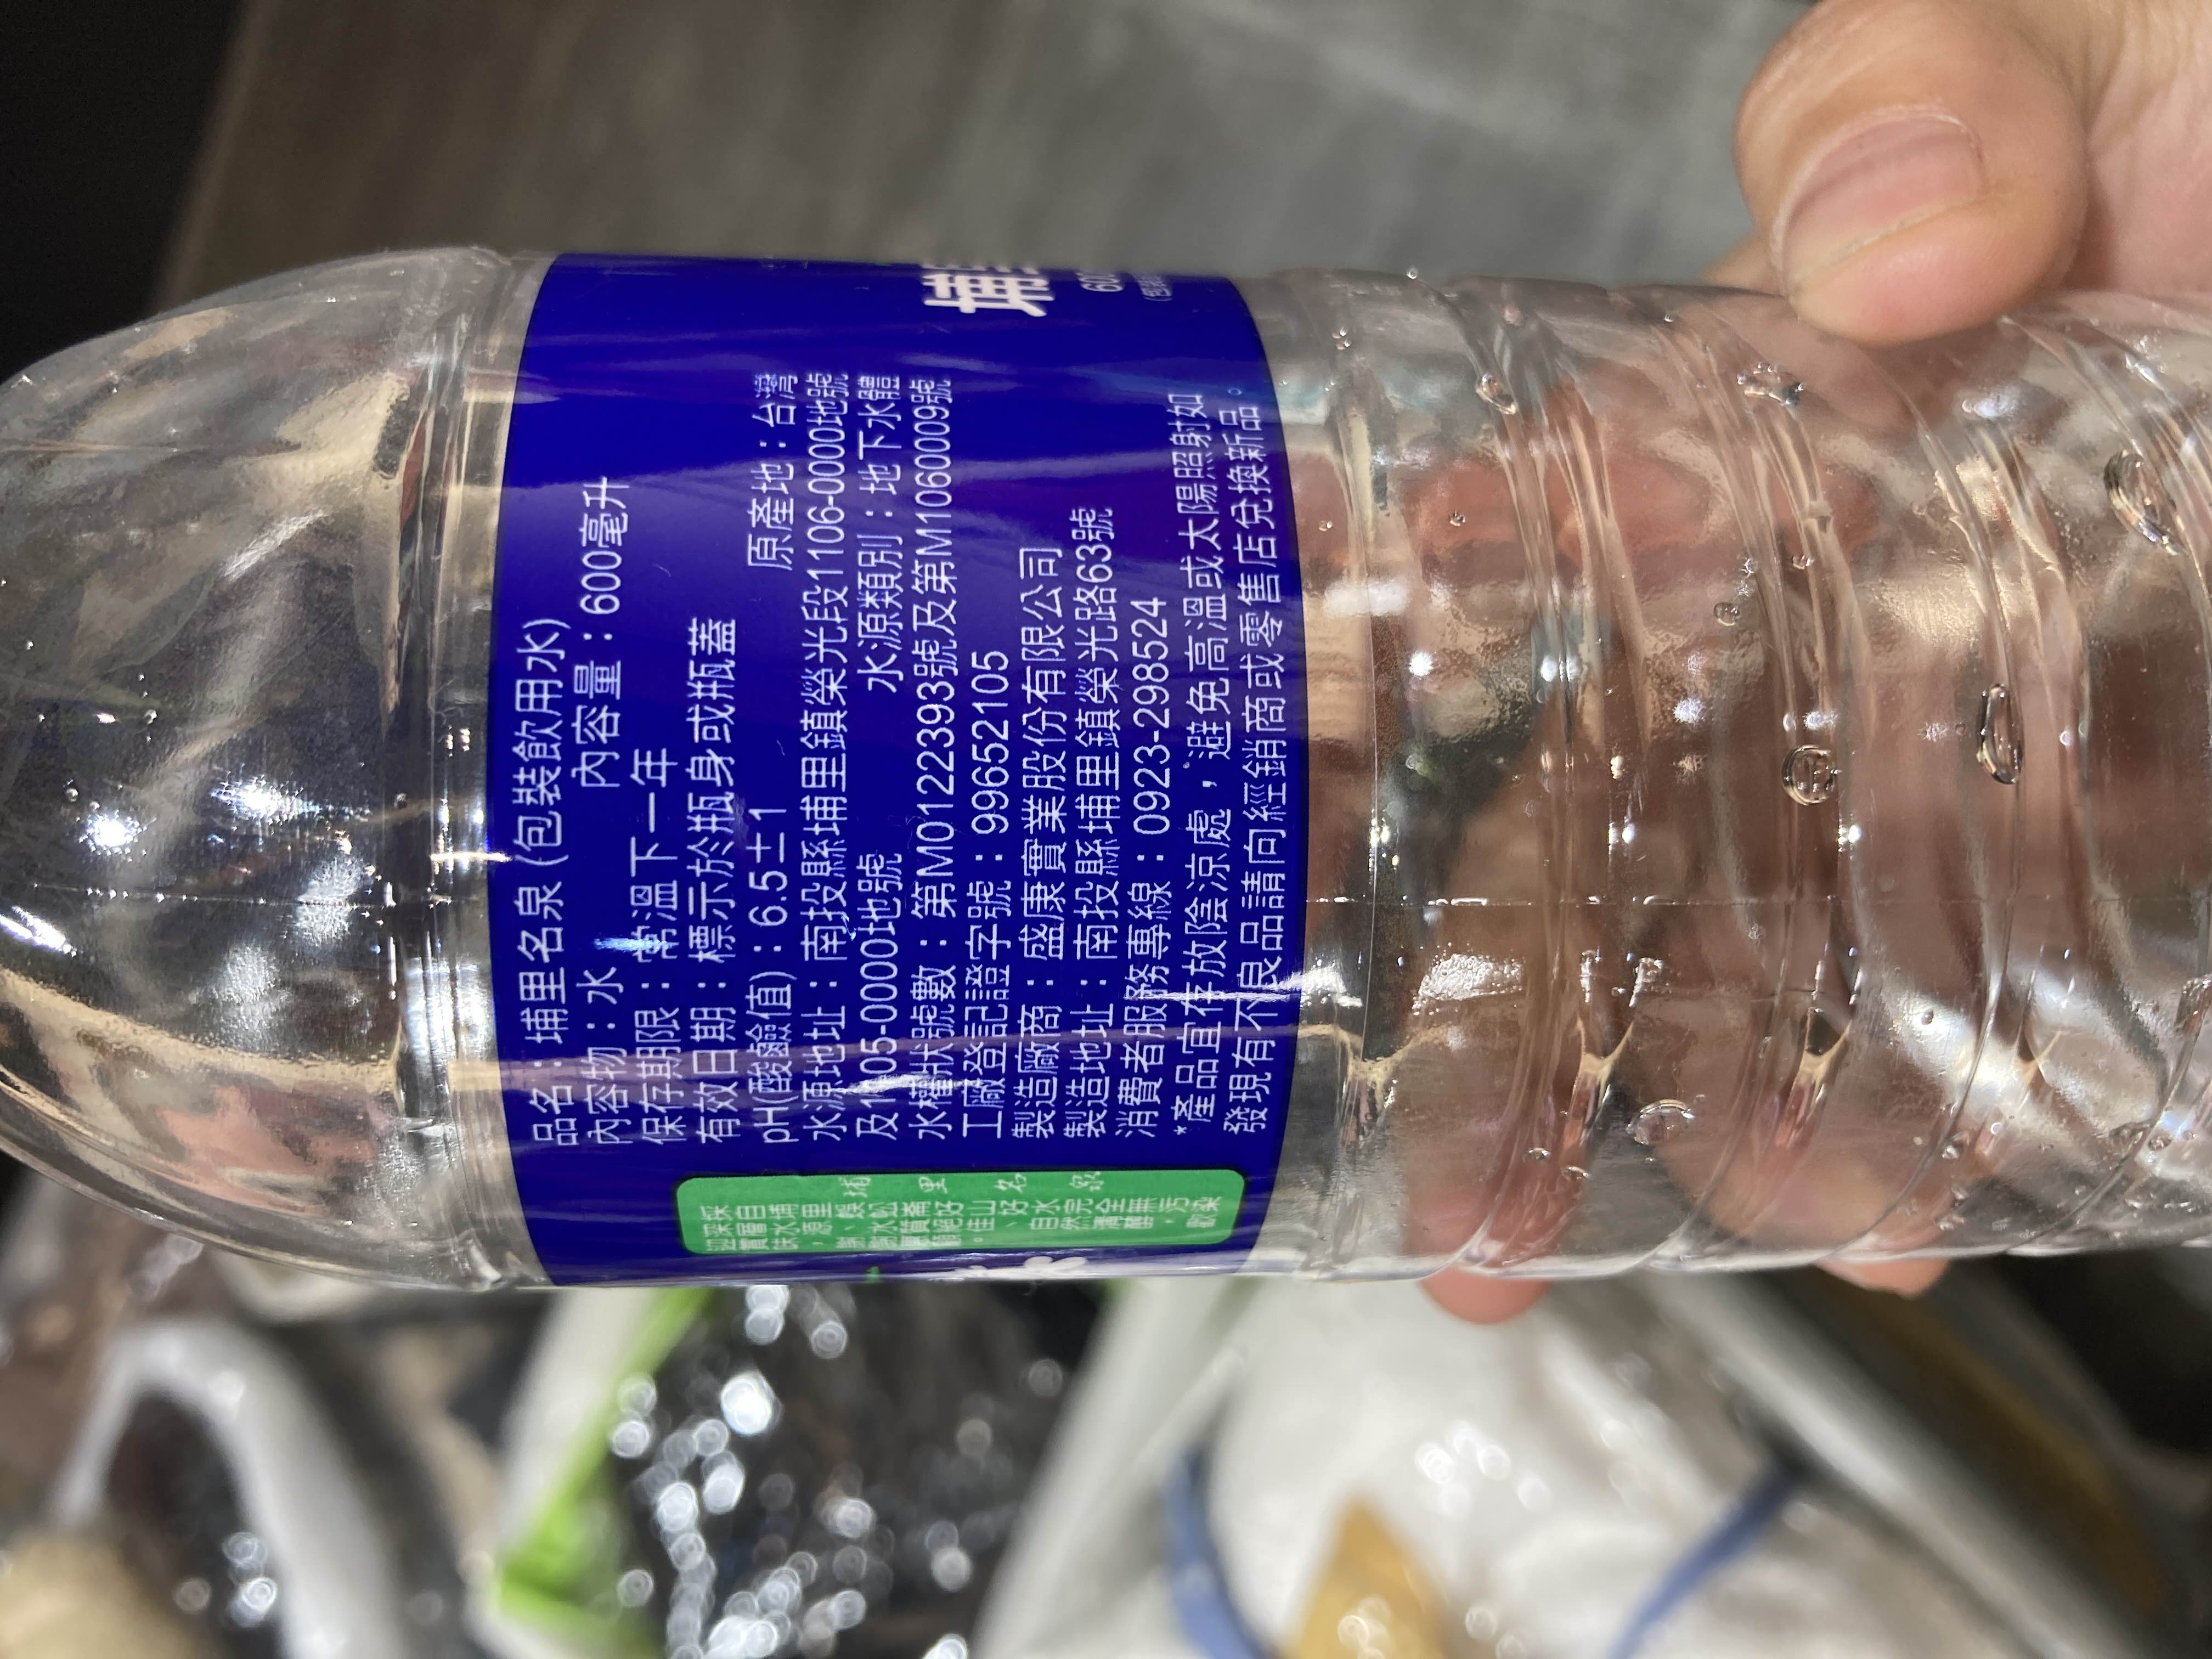 品名：埔里名泉 (包裝飲用水)
內容物：水 內容量：600毫升
保存期限：常溫下一年
有效日期：標示於瓶身或瓶蓋
pH(酸鹼值)：6.5±1 原產地：台灣
水源地址：南投縣埔里鎮榮光段1106-0000地號
及1105-0000地號 水源類別：地下水體
水權狀號數：第M0122393號及第M1060009號
工廠登記證字號：99652105
製造廠商：盛康實業股份有限公司
製造地址：南投縣埔里鎮榮光路63號
消費者服務專線：0923-298524
*產品宜存放陰涼處，避免高溫或太陽照射如
發現有不良品請向經銷商或零售店兌換新品。
埔
埔里名泉